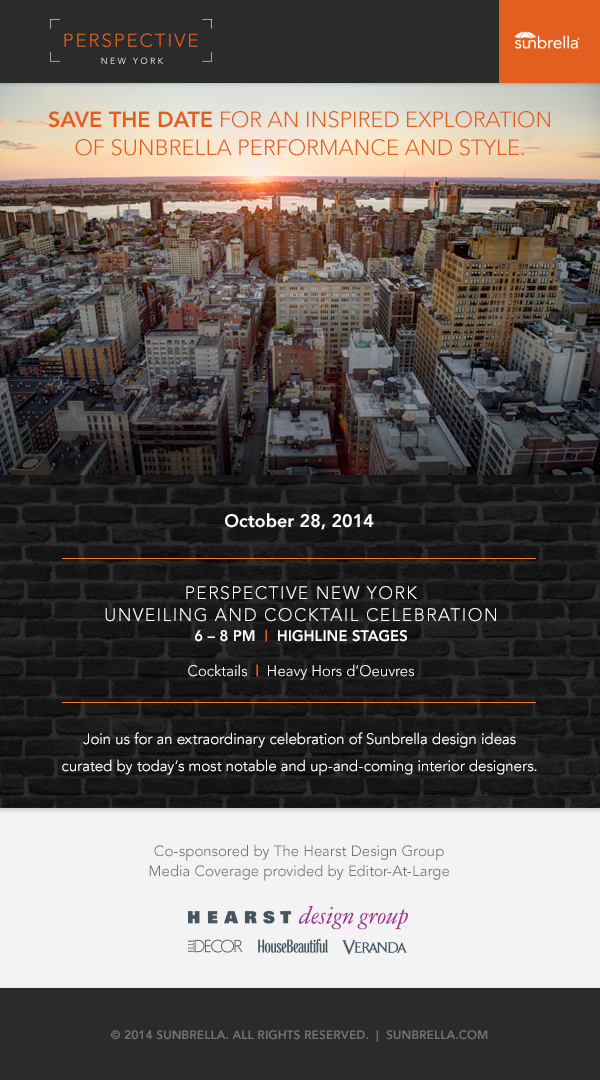 PERSPECTIVE
NEW YORK
sunbrella®
SAVE THE DATE FOR AN INSPIRED EXPLORATION
OF SUNBRELLA PERFORMANCE AND STYLE.
October 28, 2014
PERSPECTIVE NEW YORK
UNVEILING AND COCKTAIL CELEBRATION
6 – 8 PM | HIGHLINE STAGES
Cocktails | Heavy Hors d’Oeuvres
Join us for an extraordinary celebration of Sunbrella design ideas
curated by today’s most notable and up-and-coming interior designers.
Co-sponsored by The Hearst Design Group
Media Coverage provided by Editor-At-Large
HEARST design group
ELLE DECOR HouseBeautiful VERANDA
© 2014 SUNBRELLA. ALL RIGHTS RESERVED. | SUNBRELLA.COM